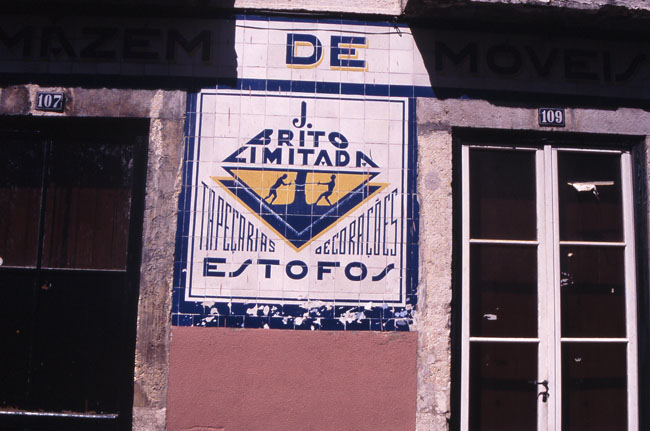 MAZEM DE MOVEIS
107
109
J.
BRITO
LIMITADA
TAPEÇARIAS DECORAÇÕES
ESTOFOS